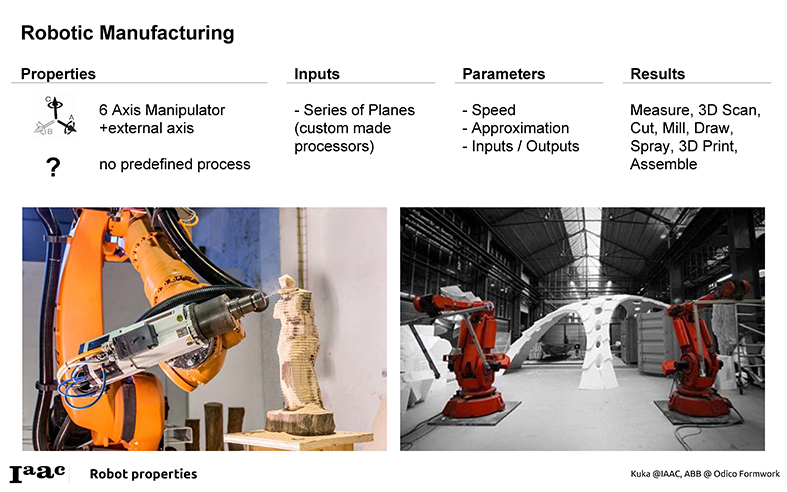 Robotic Manufacturing
Properties
C
A
B
6 Axis Manipulator
+external axis
?
no predefined process
Inputs
- Series of Planes
(custom made
processors)
Parameters
- Speed
- Approximation
- Inputs / Outputs
Results
Measure, 3D Scan,
Cut, Mill, Draw,
Spray, 3D Print,
Assemble
Iaac
Robot properties
Kuka @IAAC, ABB @ Odico Formwork